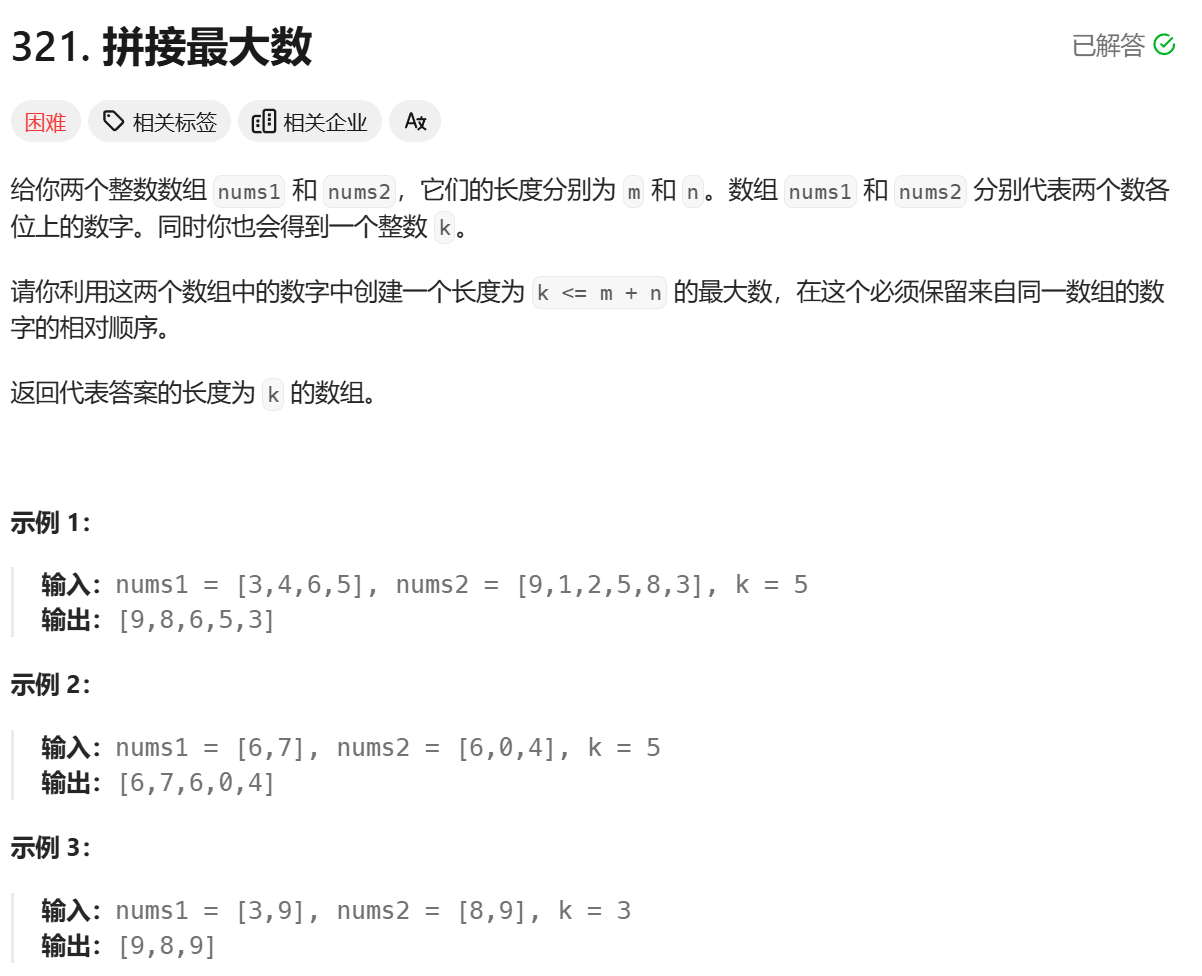 321. 拼接最大数
已解答
困难 相关标签 相关企业 A文
给你两个整数数组 nums1 和 nums2，它们的长度分别为 m 和 n。数组 nums1 和 nums2 分别代表两个数各
位上的数字。同时你也会得到一个整数 k。
请你利用这两个数组中的数字中创建一个长度为 k <= m + n 的最大数，在这个必须保留来自同一数组的数
字的相对顺序。
返回代表答案的长度为 k 的数组。
示例 1：
输入：nums1 = [3,4,6,5], nums2 = [9,1,2,5,8,3], k = 5
输出：[9,8,6,5,3]
示例 2：
输入：nums1 = [6,7], nums2 = [6,0,4], k = 5
输出：[6,7,6,0,4]
示例 3：
输入：nums1 = [3,9], nums2 = [8,9], k = 3
输出：[9,8,9]